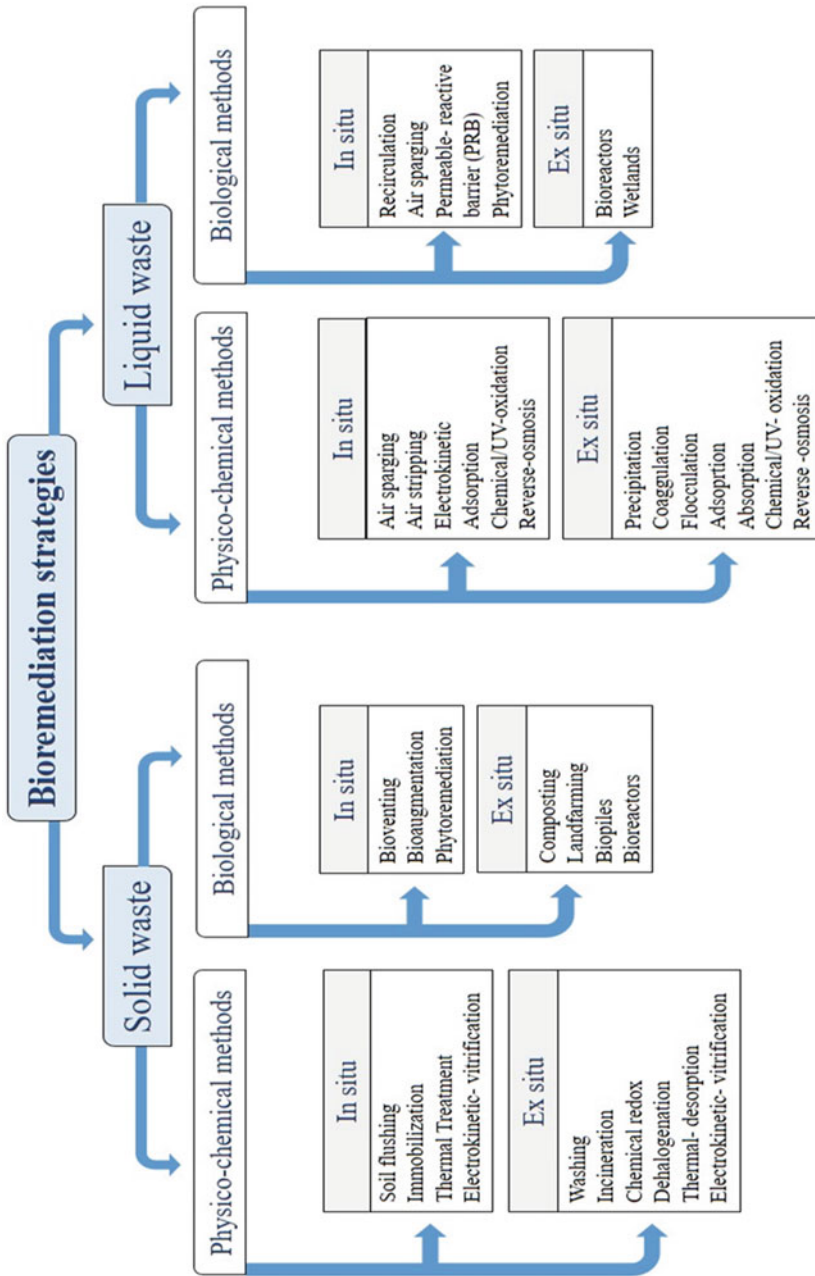 Bioremediation strategies
Solid waste
Physico-chemical methods
In situ
Soil flushing
Immobilization
Thermal Treatment
Electrokinetic- vitrification
Ex situ
Washing
Incineration
Chemical redox
Dehalogenation
Thermal- desorption
Electrokinetic- vitrification
Biological methods
In situ
Bioventing
Bioaugmentation
Phytoremediation
Ex situ
Composting
Landfarming
Biopiles
Bioreactors
Liquid waste
Physico-chemical methods
In situ
Air sparging
Air stripping
Electrokinetic
Adsorption
Chemical/UV-oxidation
Reverse-osmosis
Ex situ
Precipitation
Coaggulation
Flocculation
Adsoprtion
Absorption
Chemical/UV- oxidation
Reverse -osmosis
Biological methods
In situ
Recirulation
Air sparging
Permeable- reactive
barrier (PRB)
Phytoremediation
Ex situ
Bioreactors
Wetlands